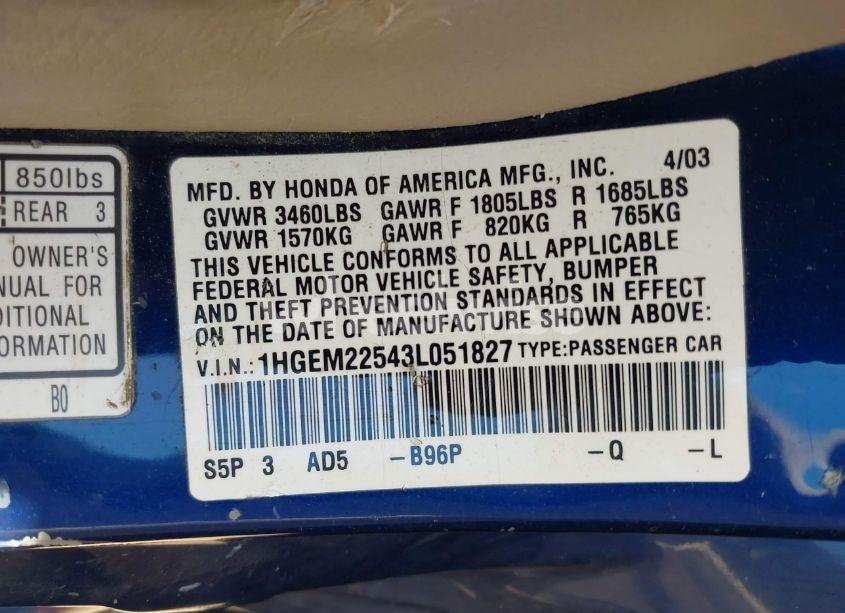 850lbs
REAR 3
OWNER'S
NUAL FOR
DITIONAL
FORMATION
B0
MFD. BY HONDA OF AMERICA MFG., INC. 4/03
GVWR 3460LBS GAWR F 1805LBS R 1685LBS
GVWR 1570KG GAWR F 820KG R 765KG
THIS VEHICLE CONFORMS TO ALL APPLICABLE
FEDERAL MOTOR VEHICLE SAFETY, BUMPER
AND THEFT PREVENTION STANDARDS IN EFFECT
ON THE DATE OF MANUFACTURE SHOWN ABOVE:
V.I.N.: 1HGEM22543L051827 TYPE:PASSENGER CAR
S5P 3 AD5 -B96P -Q -L